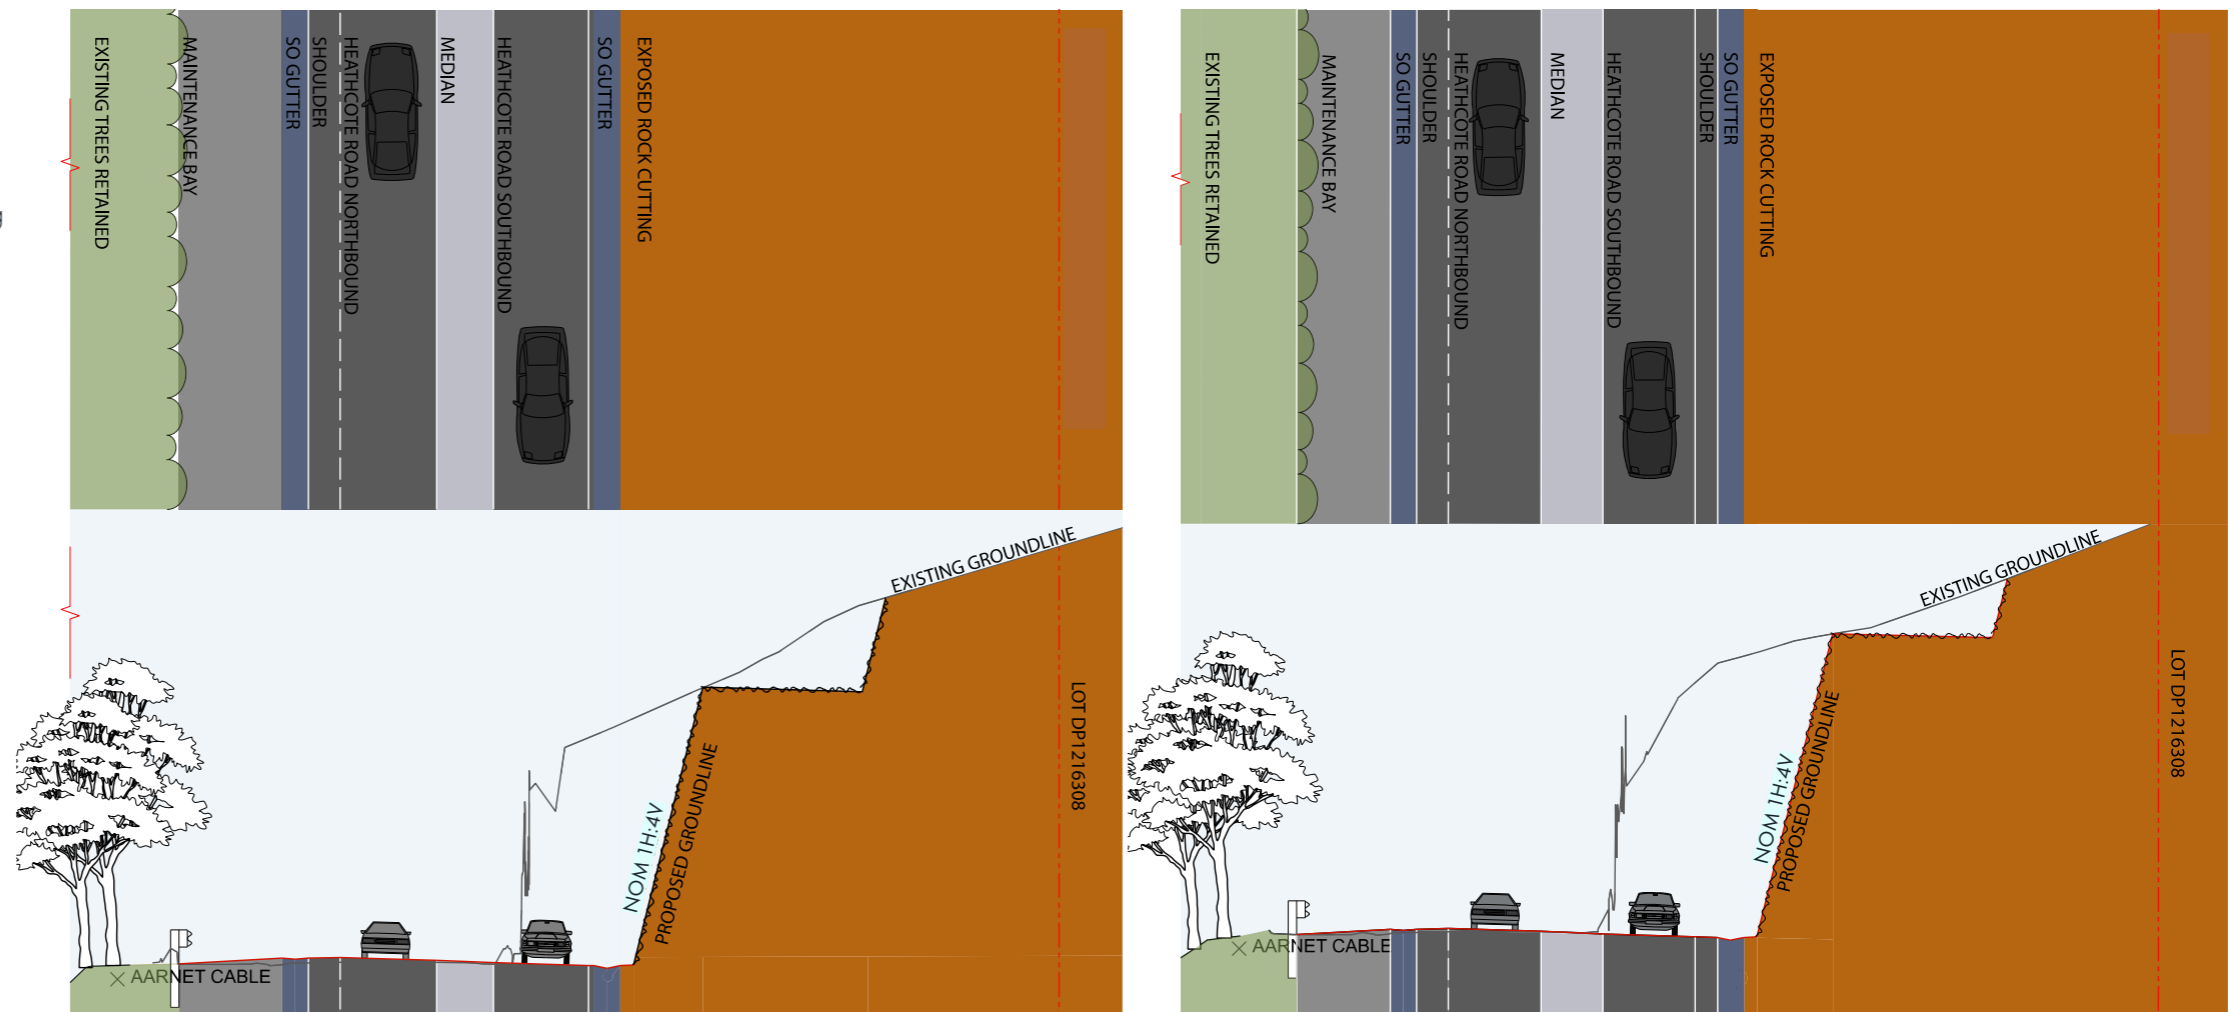 EXISTING TREES RETAINED
MAINTENANCE BAY
SO GUTTER
SHOULDER
HEATHCOTE ROAD NORTHBOUND
MEDIAN
HEATHCOTE ROAD SOUTHBOUND
SO GUTTER
EXPOSED ROCK CUTTING
EXISTING GROUNDLINE
LOT DP1216308
NOM 1H:4V
PROPOSED GROUNDLINE
AARNET CABLE
EXISTING TREES RETAINED
MAINTENANCE BAY
SO GUTTER
SHOULDER
HEATHCOTE ROAD NORTHBOUND
MEDIAN
HEATHCOTE ROAD SOUTHBOUND
SHOULDER
SO GUTTER
EXPOSED ROCK CUTTING
EXISTING GROUNDLINE
LOT DP1216308
NOM 1H:4V
PROPOSED GROUNDLINE
AARNET CABLE